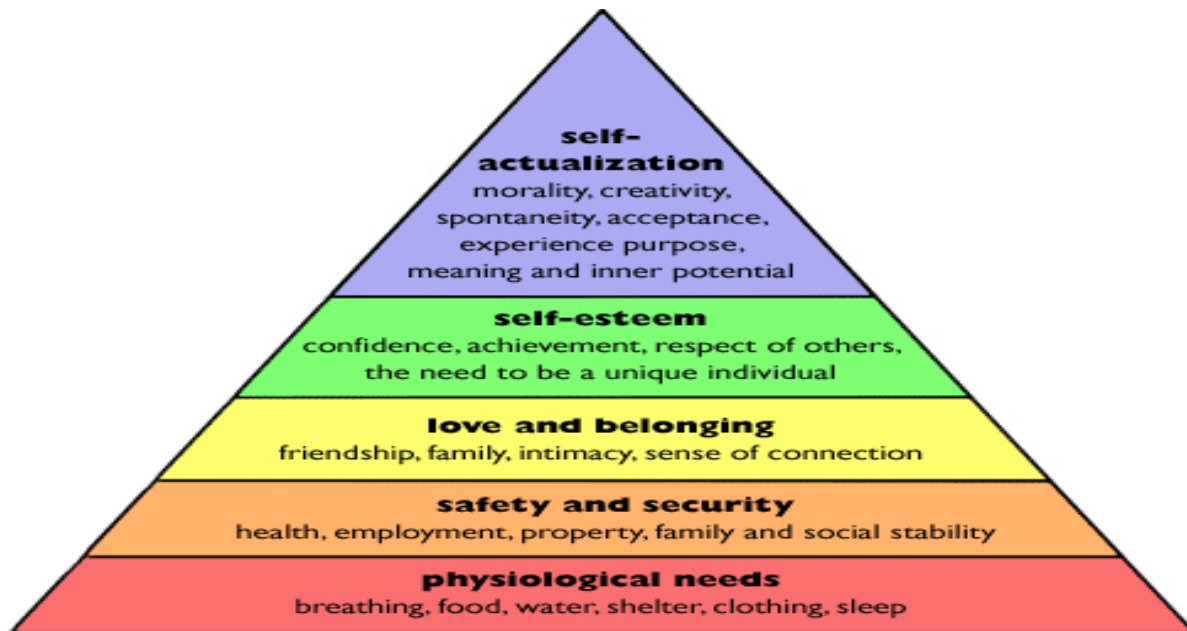 self-
actualization
morality, creativity,
spontaneity, acceptance,
experience purpose,
meaning and inner potential
self-esteem
confidence, achievement, respect of others,
the need to be a unique individual
love and belonging
friendship, family, intimacy, sense of connection
safety and security
health, employment, property, family and social stability
physiological needs
breathing, food, water, shelter, clothing, sleep